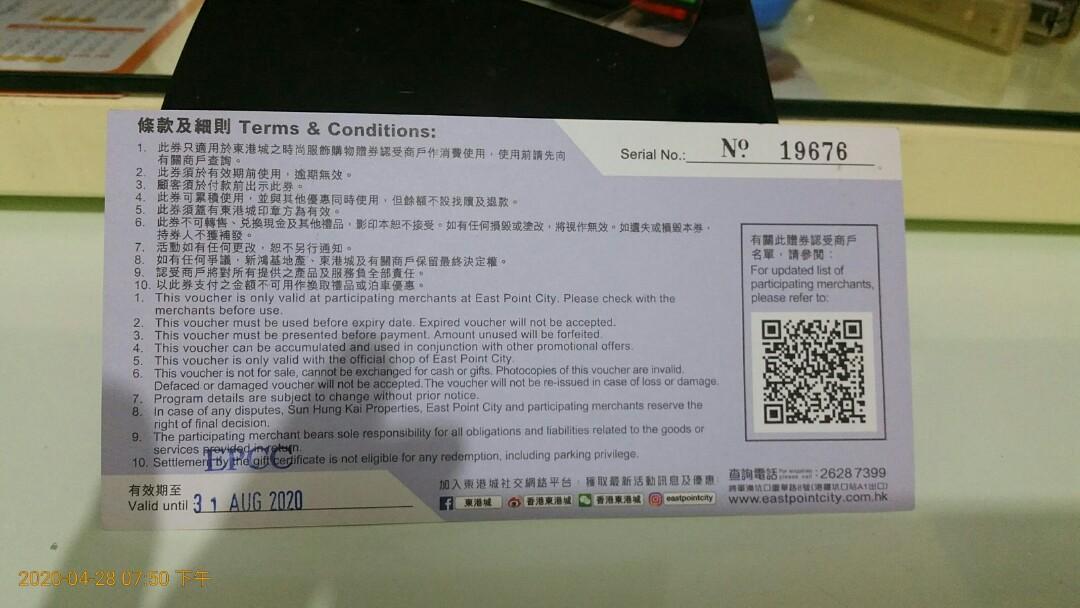 條款及細則 Terms & Conditions:
Serial No.: Nº 19676
1. 此券只適用於東港城之時尚服飾購物贈券認受商戶作消費使用，使用前請先向
有關商戶查詢。
2. 此券須於有效期前使用，逾期無效。
3. 顧客須於付款前出示此券。
4. 此券可累積使用，並與其他優惠同時使用，但餘額不設找贖及退款。
5. 此券須蓋有東港城印章方為有效。
6. 此券不可轉售、兌換現金及其他禮品，影印本恕不接受。如有任何損毀或塗改，將視作無效。如遺失或損毀本券，
持券人不獲補發。
7. 活動如有任何更改，恕不另行通知。
8. 如有任何爭議，新鴻基地產、東港城及有關商戶保留最終決定權。
9. 認受商戶將對所有提供之產品及服務負全部責任。
10. 以此券支付之金額不可用作換取禮品或泊車優惠。
1. This voucher is only valid at participating merchants at East Point City. Please check with the
merchants before use.
2. This voucher must be used before expiry date. Expired voucher will not be accepted.
3. This voucher must be presented before payment. Amount unused will be forfeited.
4. This voucher can be accumulated and used in conjunction with other promotional offers.
5. This voucher is only valid with the official chop of East Point City.
6. This voucher is not for sale, cannot be exchanged for cash or gifts. Photocopies of this voucher are invalid.
Defaced or damaged voucher will not be accepted. The voucher will not be re-issued in case of loss or damage.
7. Program details are subject to change without prior notice.
8. In case of any disputes, Sun Hung Kai Properties, East Point City and participating merchants reserve the
right of final decision.
9. The participating merchant bears sole responsibility for all obligations and liabilities related to the goods or
services provided in return.
10. Settlement by the gift certificate is not eligible for any redemption, including parking privilege.
EPCC
有關此贈券認受商戶
名單，請參閱：
For updated list of
participating merchants,
please refer to:
有效期至
Valid until 31 AUG 2020
加入東港城社交網絡平台，獲取最新活動訊息及優惠：
東港城 香港東港城 香港東港城 eastpointcity
查詢電話 For enquiries please call : 2628 7399
將軍澳坑口重華路8號(港鐵坑口站A1出口)
www.eastpointcity.com.hk
2020-04-28 07:50 下午